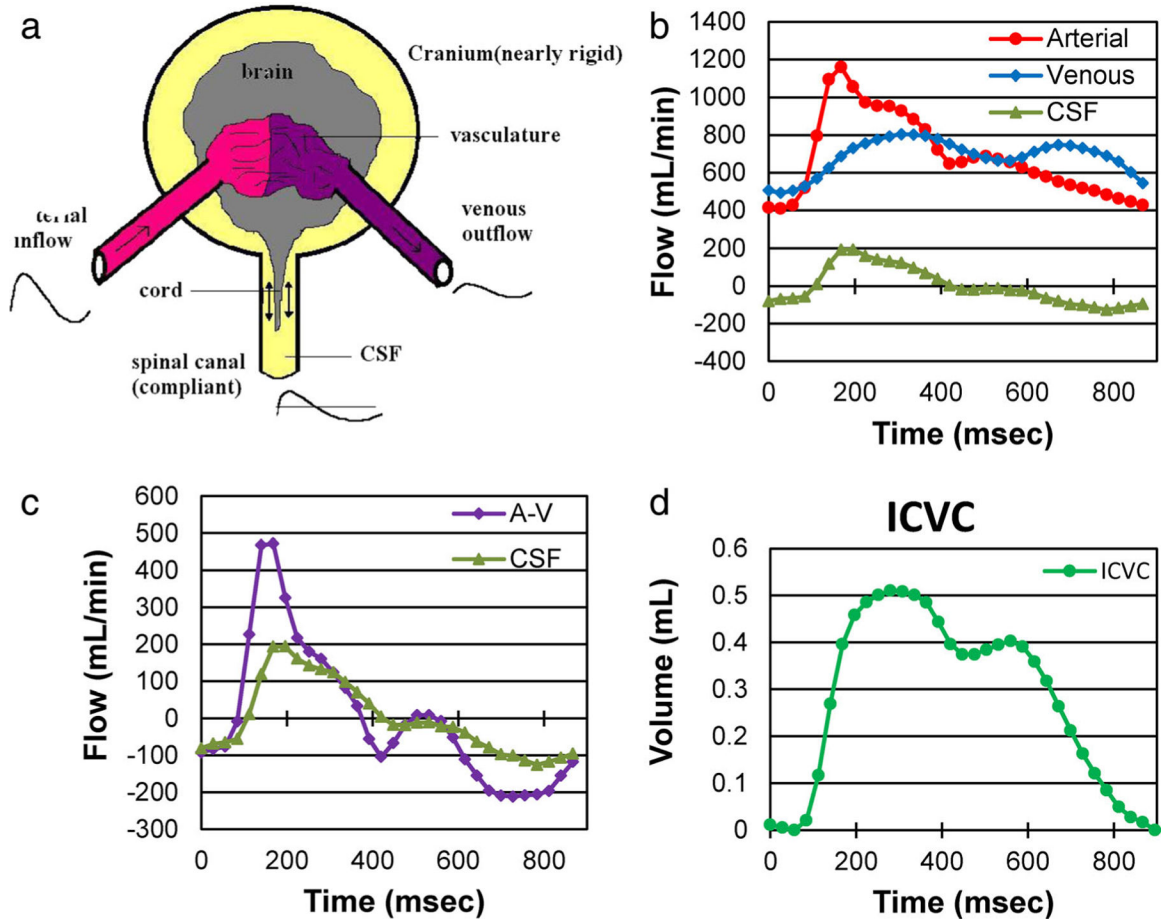 a
brain
Cranium(nearly rigid)
vasculature
terial
inflow
venous
outflow
cord
CSF
spinal canal
(compliant)
b
1400
1200
1000
800
600
400
200
0
-200
-400
Flow (mL/min)
Arterial
Venous
CSF
0 200 400 600 800
Time (msec)
c
600
500
400
300
200
100
0
-100
-200
-300
Flow (mL/min)
A-V
CSF
0 200 400 600 800
Time (msec)
d
ICVC
0.6
0.5
0.4
0.3
0.2
0.1
0
Volume (mL)
ICVC
0 200 400 600 800
Time (msec)